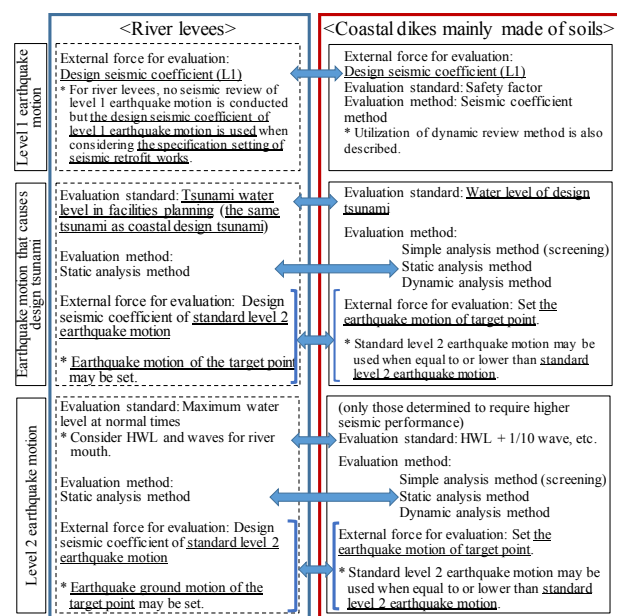 <River levees>
<Coastal dikes mainly made of soils>
Level 1 earthquake
motion
External force for evaluation:
Design seismic coefficient (L1)
* For river levees, no seismic review of
level 1 earthquake motion is conducted
but the design seismic coefficient of
level 1 earthquake motion is used when
considering the specification setting of
seismic retrofit works.
External force for evaluation:
Design seismic coefficient (L1)
Evaluation standard: Safety factor
Evaluation method: Seismic coefficient
method
* Utilization of dynamic review method is also
described.
Earthquake motion that causes
design tsunami
Evaluation standard: Tsunami water
level in facilities planning (the same
tsunami as coastal design tsunami)
Evaluation method:
Static analysis method
External force for evaluation: Design
seismic coefficient of standard level 2
earthquake motion
* Earthquake motion of the target point
may be set.
Evaluation standard: Water level of design
tsunami
Evaluation method:
Simple analysis method (screening)
Static analysis method
Dynamic analysis method
External force for evaluation: Set the
earthquake motion of target point.
* Standard level 2 earthquake motion may be
used when equal to or lower than standard
level 2 earthquake motion.
Level 2 earthquake motion
Evaluation standard: Maximum water
level at normal times
* Consider HWL and waves for river
mouth.
Evaluation method:
Static analysis method
External force for evaluation: Design
seismic coefficient of standard level 2
earthquake motion
* Earthquake ground motion of the
target point may be set.
(only those determined to require higher
seismic performance)
Evaluation standard: HWL + 1/10 wave, etc.
Evaluation method:
Simple analysis method (screening)
Static analysis method
Dynamic analysis method
External force for evaluation: Set the
earthquake motion of target point.
* Standard level 2 earthquake motion may be
used when equal to or lower than standard
level 2 earthquake motion.